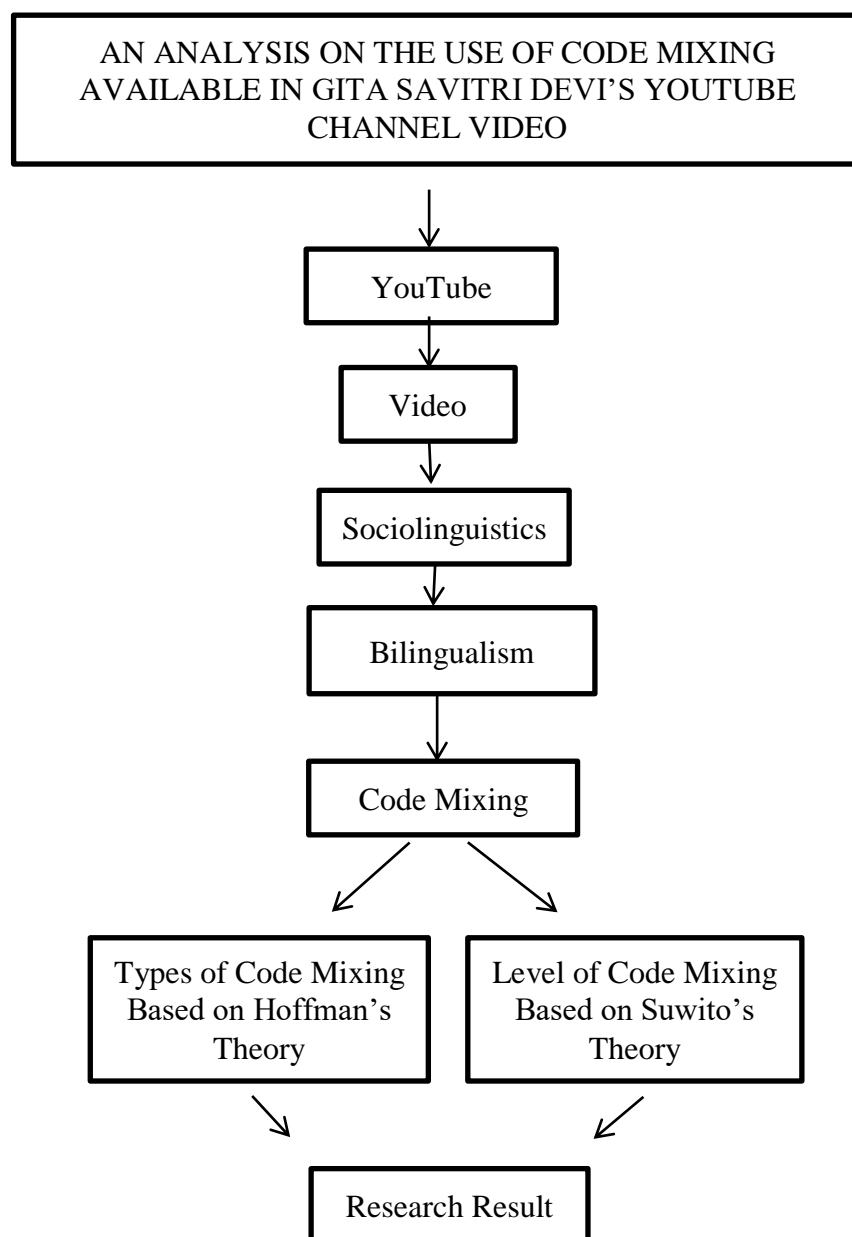 AN ANALYSIS ON THE USE OF CODE MIXING
AVAILABLE IN GITA SAVITRI DEVI’S YOUTUBE
CHANNEL VIDEO
YouTube
Video
Sociolinguistics
Bilingualism
Code Mixing
Types of Code Mixing
Based on Hoffman’s
Theory
Level of Code Mixing
Based on Suwito’s
Theory
Research Result